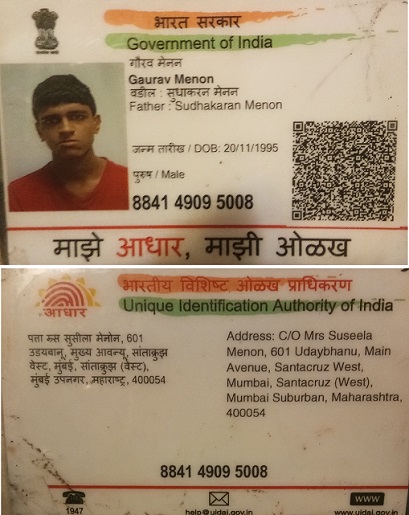 भारत सरकार
Government of India
गौरव मेनन
Gaurav Menon
वडील : सुधाकरन मेनन
Father : Sudhakaran Menon
जन्म तारीख / DOB: 20/11/1995
पुरुष / Male
8841 4909 5008
माझे आधार, माझी ओळख
आधार
भारतीय विशिष्ट ओळख प्राधिकरण
Unique Identification Authority of India
पत्ता मिस सुसीला मेनोन, 601
उडयबानू, मुख्य आवन्यू, सांताक्रुझ
वेस्ट, मुंबई, सांताक्रुझ (वेस्ट),
मुंबई उपनगर, महाराष्ट्र, 400054
Address: C/O Mrs Suseela
Menon, 601 Udaybhanu, Main
Avenue, Santacruz West,
Mumbai, Santacruz (West),
Mumbai Suburban, Maharashtra,
400054
8841 4909 5008
1947
help@uidai.gov.in
WWW
www.uidai.gov.in